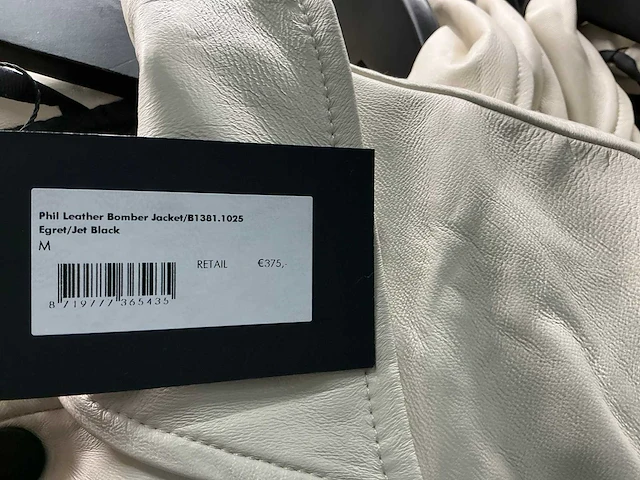 Phil Leather Bomber Jacket/B1381.1025
Egret/Jet Black
M
RETAIL €375,-
8 719777 365435